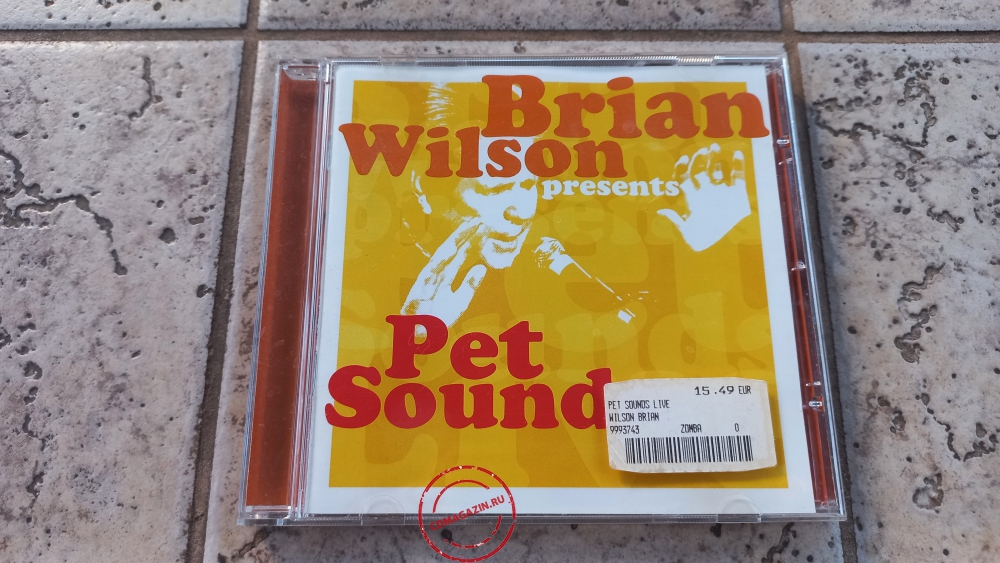 Brian
Wilson
presents
Pet
Sound
15.49 EUR
PET SOUNDS LIVE
WILSON BRIAN
9993743 ZOMBA 0